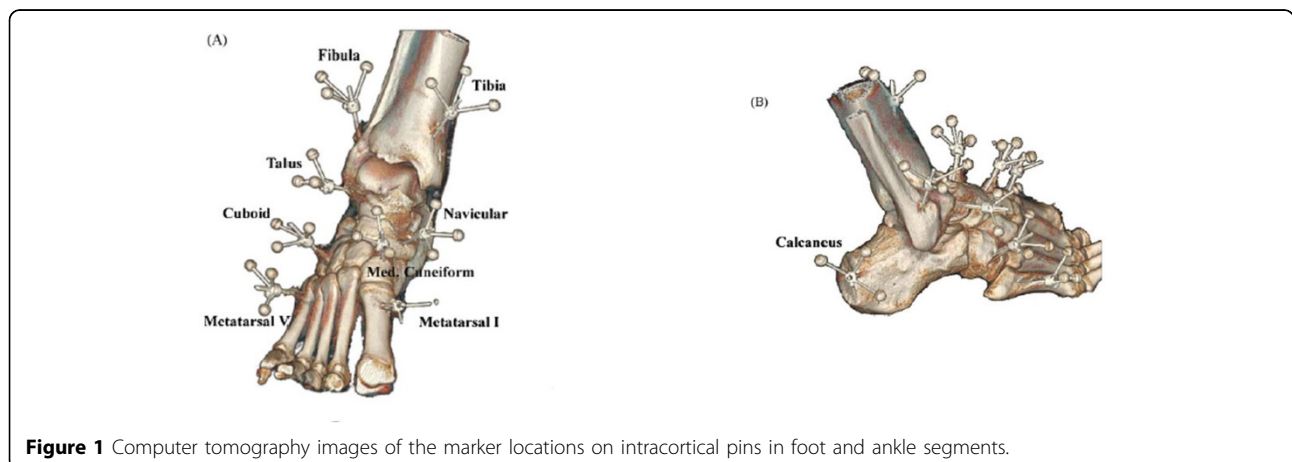 (A)
Fibula
Tibia
Talus
Cuboid
Navicular
Med. Cuneiform
Metatarsal V
Metatarsal I
(B)
Calcaneus
Figure 1 Computer tomography images of the marker locations on intracortical pins in foot and ankle segments.